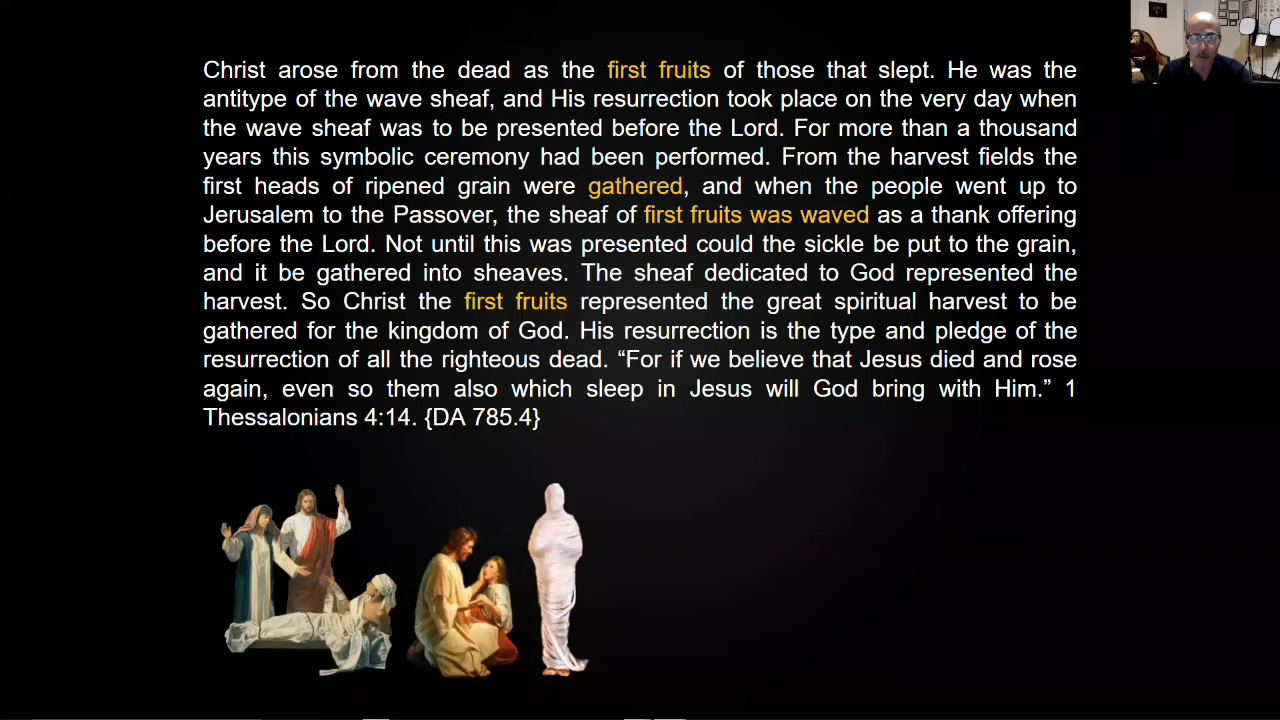 Christ arose from the dead as the first fruits of those that slept. He was the
antitype of the wave sheaf, and His resurrection took place on the very day when
the wave sheaf was to be presented before the Lord. For more than a thousand
years this symbolic ceremony had been performed. From the harvest fields the
first heads of ripened grain were gathered, and when the people went up to
Jerusalem to the Passover, the sheaf of first fruits was waved as a thank offering
before the Lord. Not until this was presented could the sickle be put to the grain,
and it be gathered into sheaves. The sheaf dedicated to God represented the
harvest. So Christ the first fruits represented the great spiritual harvest to be
gathered for the kingdom of God. His resurrection is the type and pledge of the
resurrection of all the righteous dead. “For if we believe that Jesus died and rose
again, even so them also which sleep in Jesus will God bring with Him.” 1
Thessalonians 4:14. {DA 785.4}